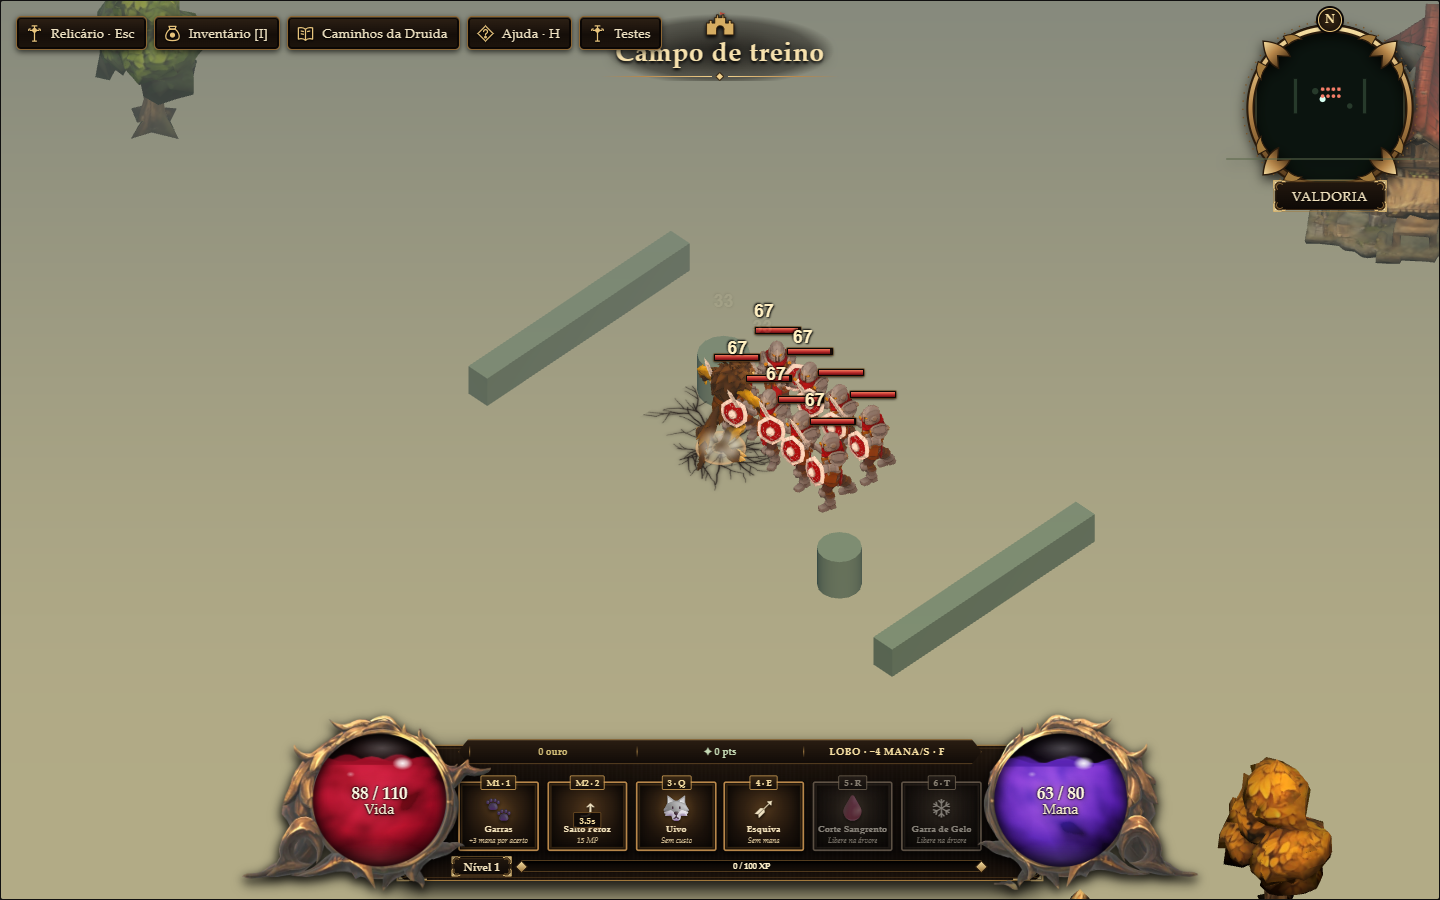 Relicário · Esc
Inventário [I]
Caminhos da Druida
Ajuda · H
Testes
Campo de treino
N
VALDORIA
33
67
67
67
67
67
0 ouro
0 pts
LOBO · −4 MANA/S · F
88 / 110
Vida
M1 · 1
Garras
+3 mana por acerto
M2 · 2
3.5s
Salto Feroz
15 MP
3 · Q
Uivo
Sem custo
4 · E
Esquiva
Sem mana
5 · R
Corte Sangrento
Libere na árvore
6 · T
Garra de Gelo
Libere na árvore
63 / 80
Mana
Nível 1
0 / 100 XP